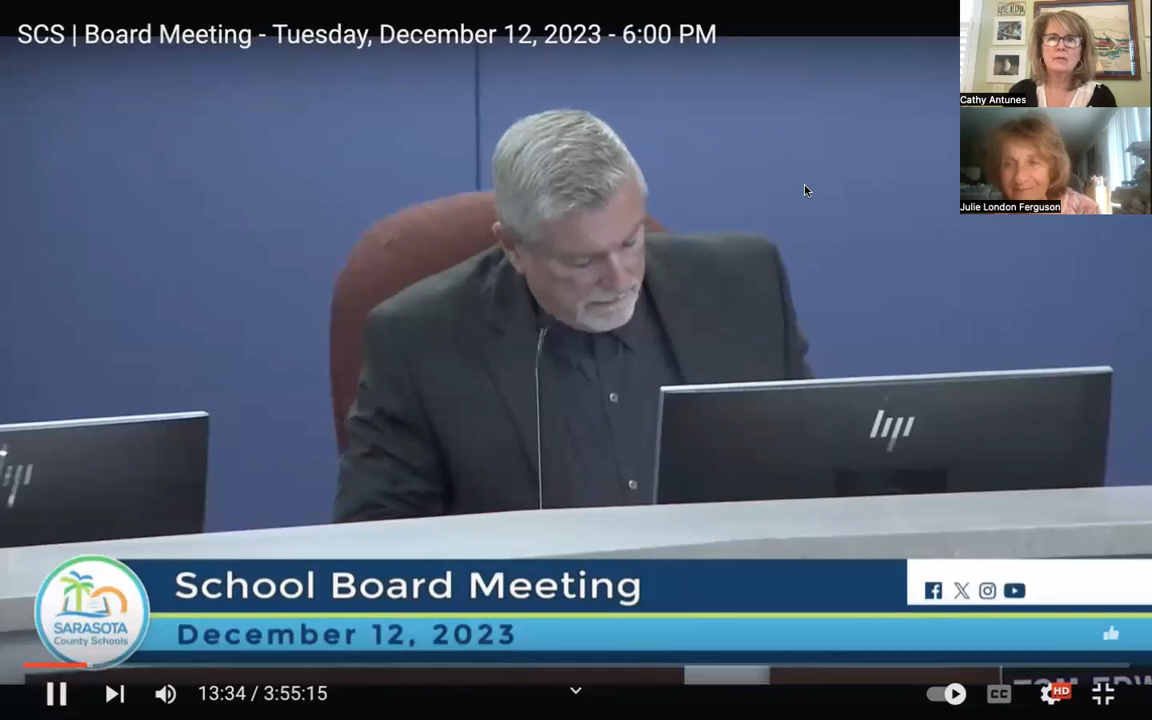 SCS | Board Meeting - Tuesday, December 12, 2023 - 6:00 PM
Cathy Antunes
Julie London Ferguson
hp
School Board Meeting
December 12, 2023
SARASOTA
County Schools
13:34 / 3:55:15
CC
HD